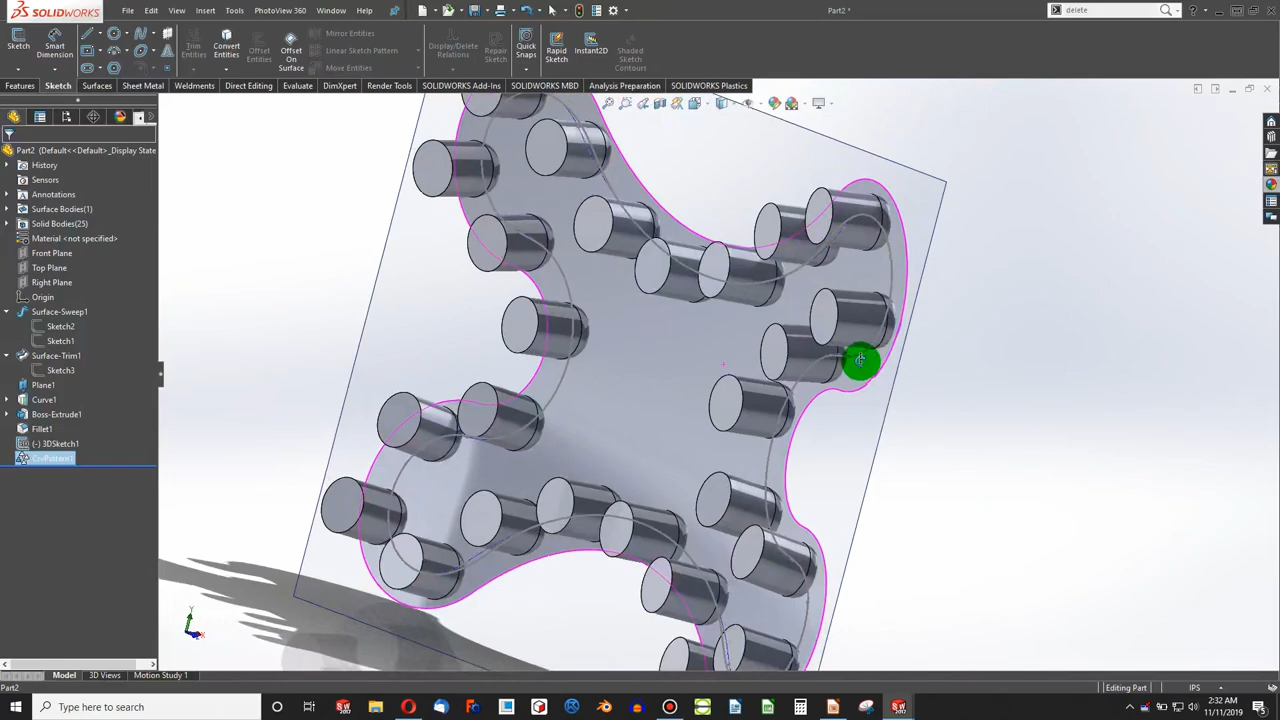 SOLIDWORKS File Edit View Insert Tools PhotoView 360 Window Help Part2 * delete
Sketch Smart Dimension Trim Entities Convert Entities Offset Entities Offset On Surface Mirror Entities Linear Sketch Pattern Move Entities Display/Delete Relations Repair Sketch Quick Snaps Rapid Sketch Instant2D Shaded Sketch Contours
Features Sketch Surfaces Sheet Metal Weldments Direct Editing Evaluate DimXpert Render Tools SOLIDWORKS Add-Ins SOLIDWORKS MBD Analysis Preparation SOLIDWORKS Plastics
Part2 (Default<<Default>_Display State
History
Sensors
Annotations
Surface Bodies(1)
Solid Bodies(25)
Material <not specified>
Front Plane
Top Plane
Right Plane
Origin
Surface-Sweep1
Sketch2
Sketch1
Surface-Trim1
Sketch3
Plane1
Curve1
Boss-Extrude1
Fillet1
(-) 3DSketch1
CrvPattern1
Y
X
Model 3D Views Motion Study 1
Part2 Editing Part IPS
Type here to search
2:32 AM
11/11/2019